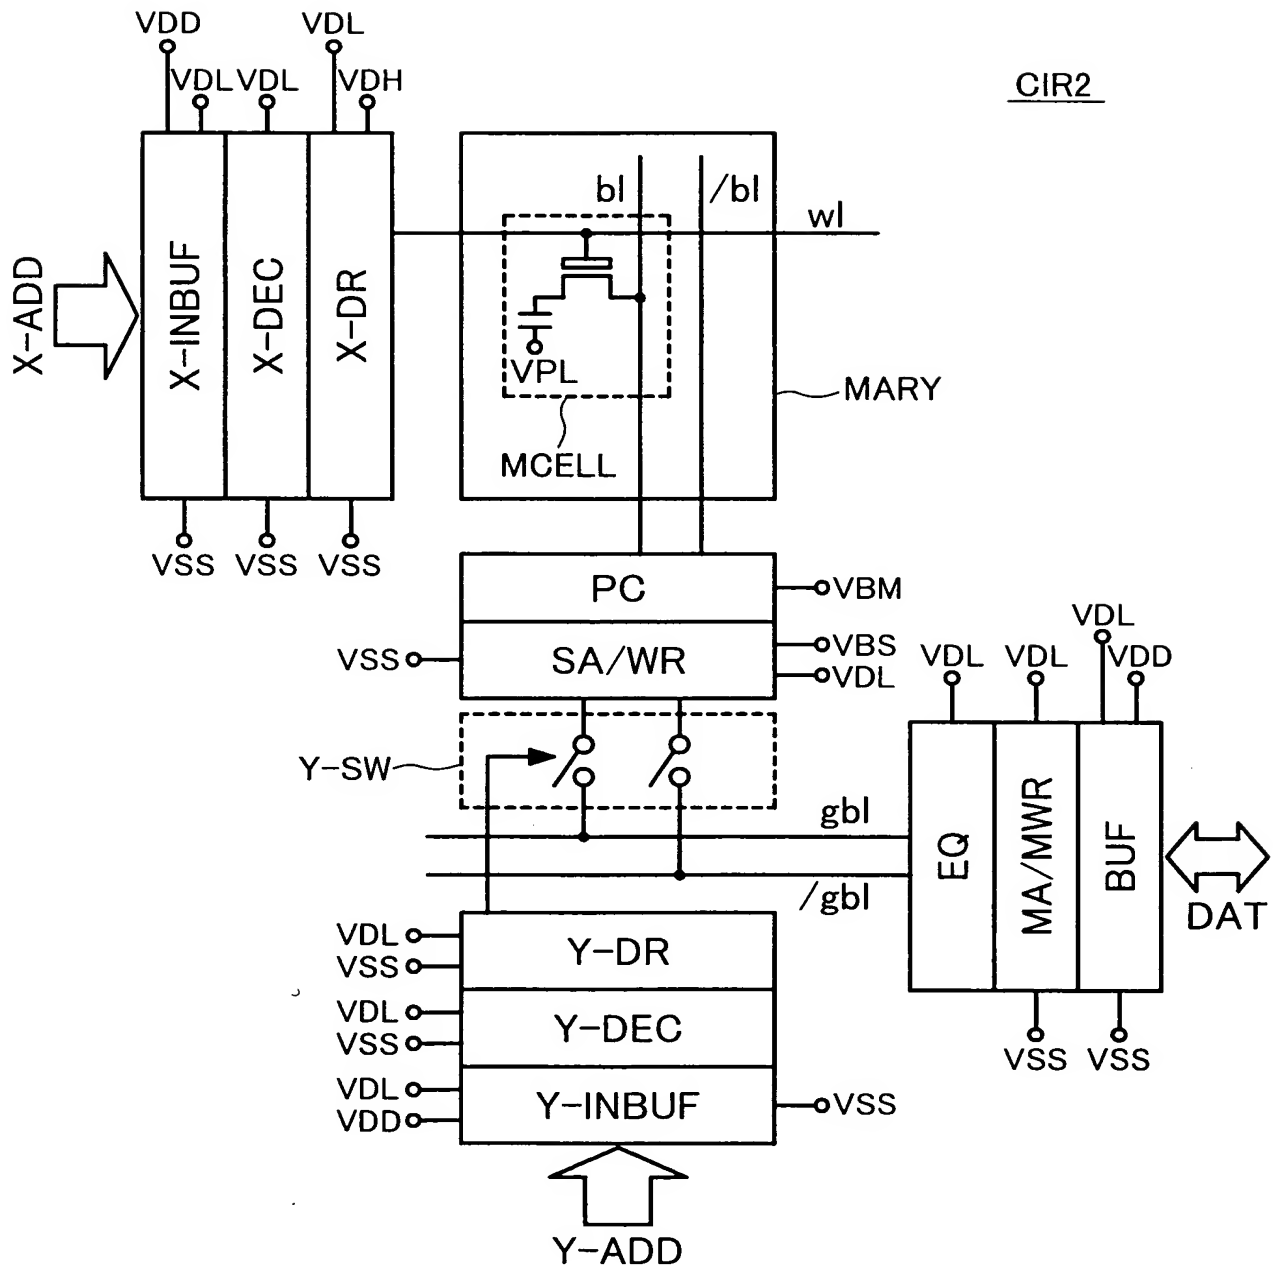 VDD
VDL
VDL
VDL
VDH
CIR2
bl
/bl
wl
X-ADD
X-INBUF
X-DEC
X-DR
VPL
MARY
MCELL
VSS
VSS
VSS
PC
VBM
VSS
SA/WR
VBS
VDL
VDL
VDL
VDL
VDD
Y-SW
gbl
/gbl
EQ
MA/MWR
BUF
DAT
VDL
VSS
Y-DR
VDL
VSS
Y-DEC
VSS
VSS
VDL
VDD
Y-INBUF
VSS
Y-ADD